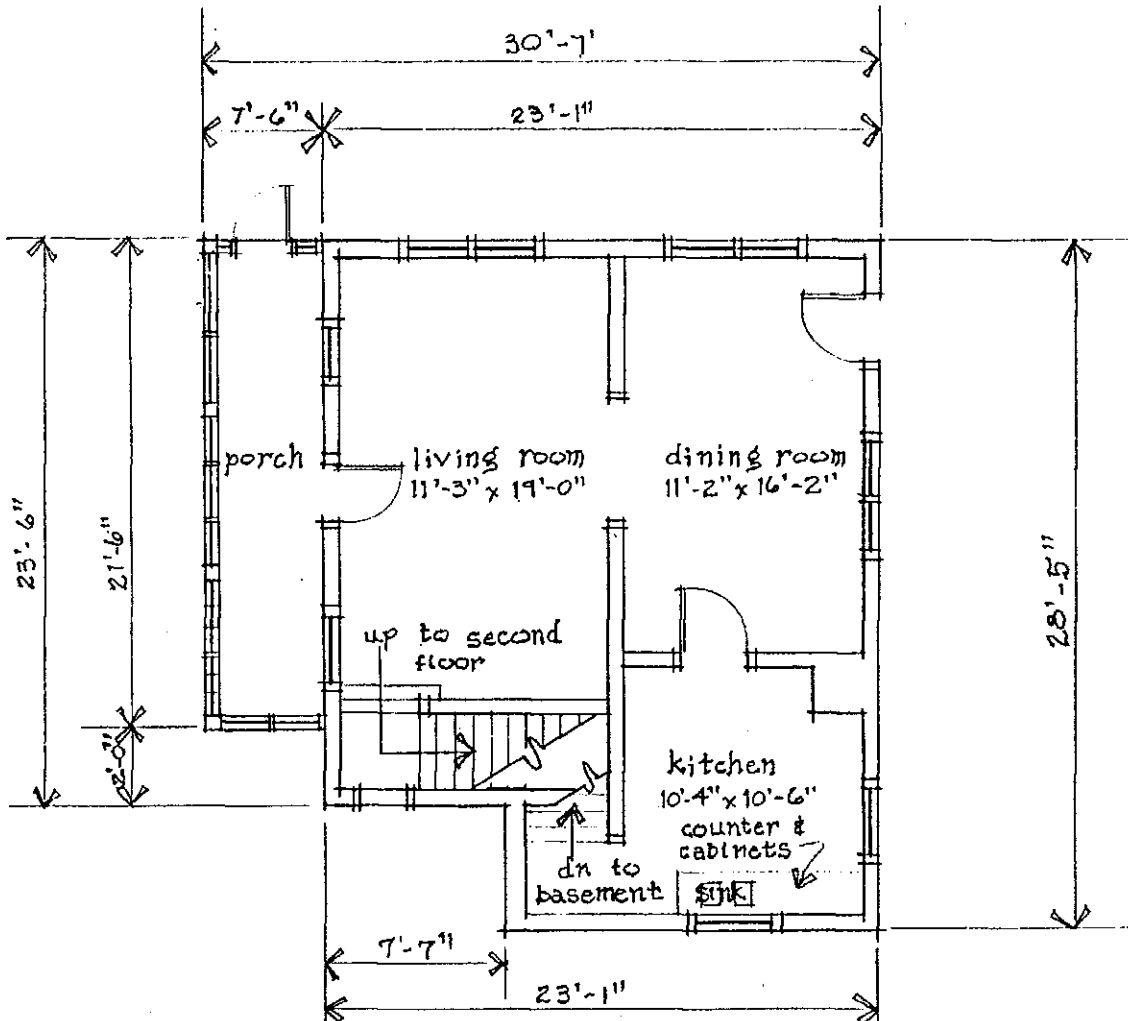 30'-7'
7'-6"
23'-1"
porch
living room
11'-3" x 19'-0"
dining room
11'-2" x 16'-2"
23'-6"
21'-6"
28'-5"
up to second
floor
2'-0"
kitchen
10'-4" x 10'-6"
counter &
cabinets
dn to
basement
sink
7'-7"
23'-1"